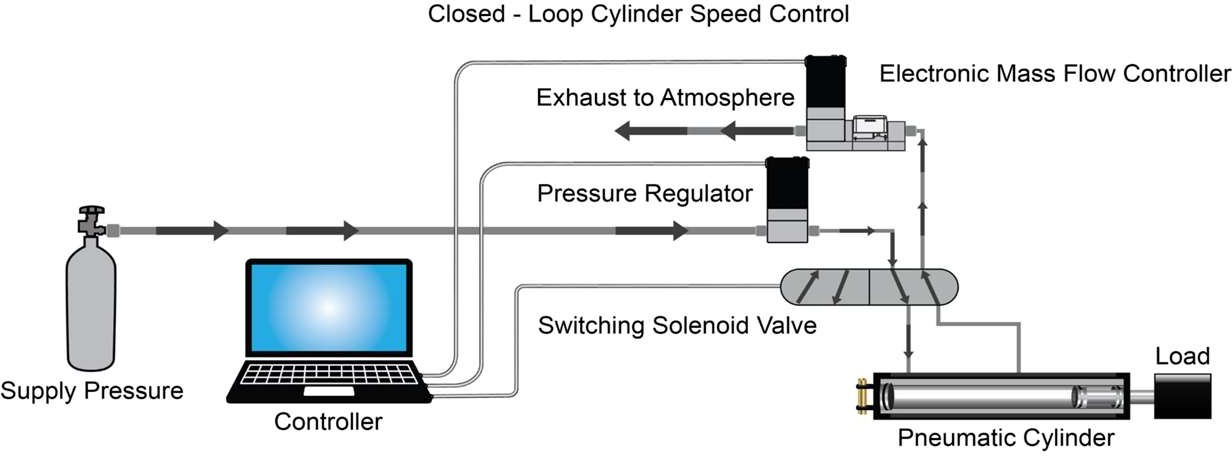 Closed - Loop Cylinder Speed Control
Electronic Mass Flow Controller
Exhaust to Atmosphere
Pressure Regulator
Switching Solenoid Valve
Load
Supply Pressure
Controller
Pneumatic Cylinder